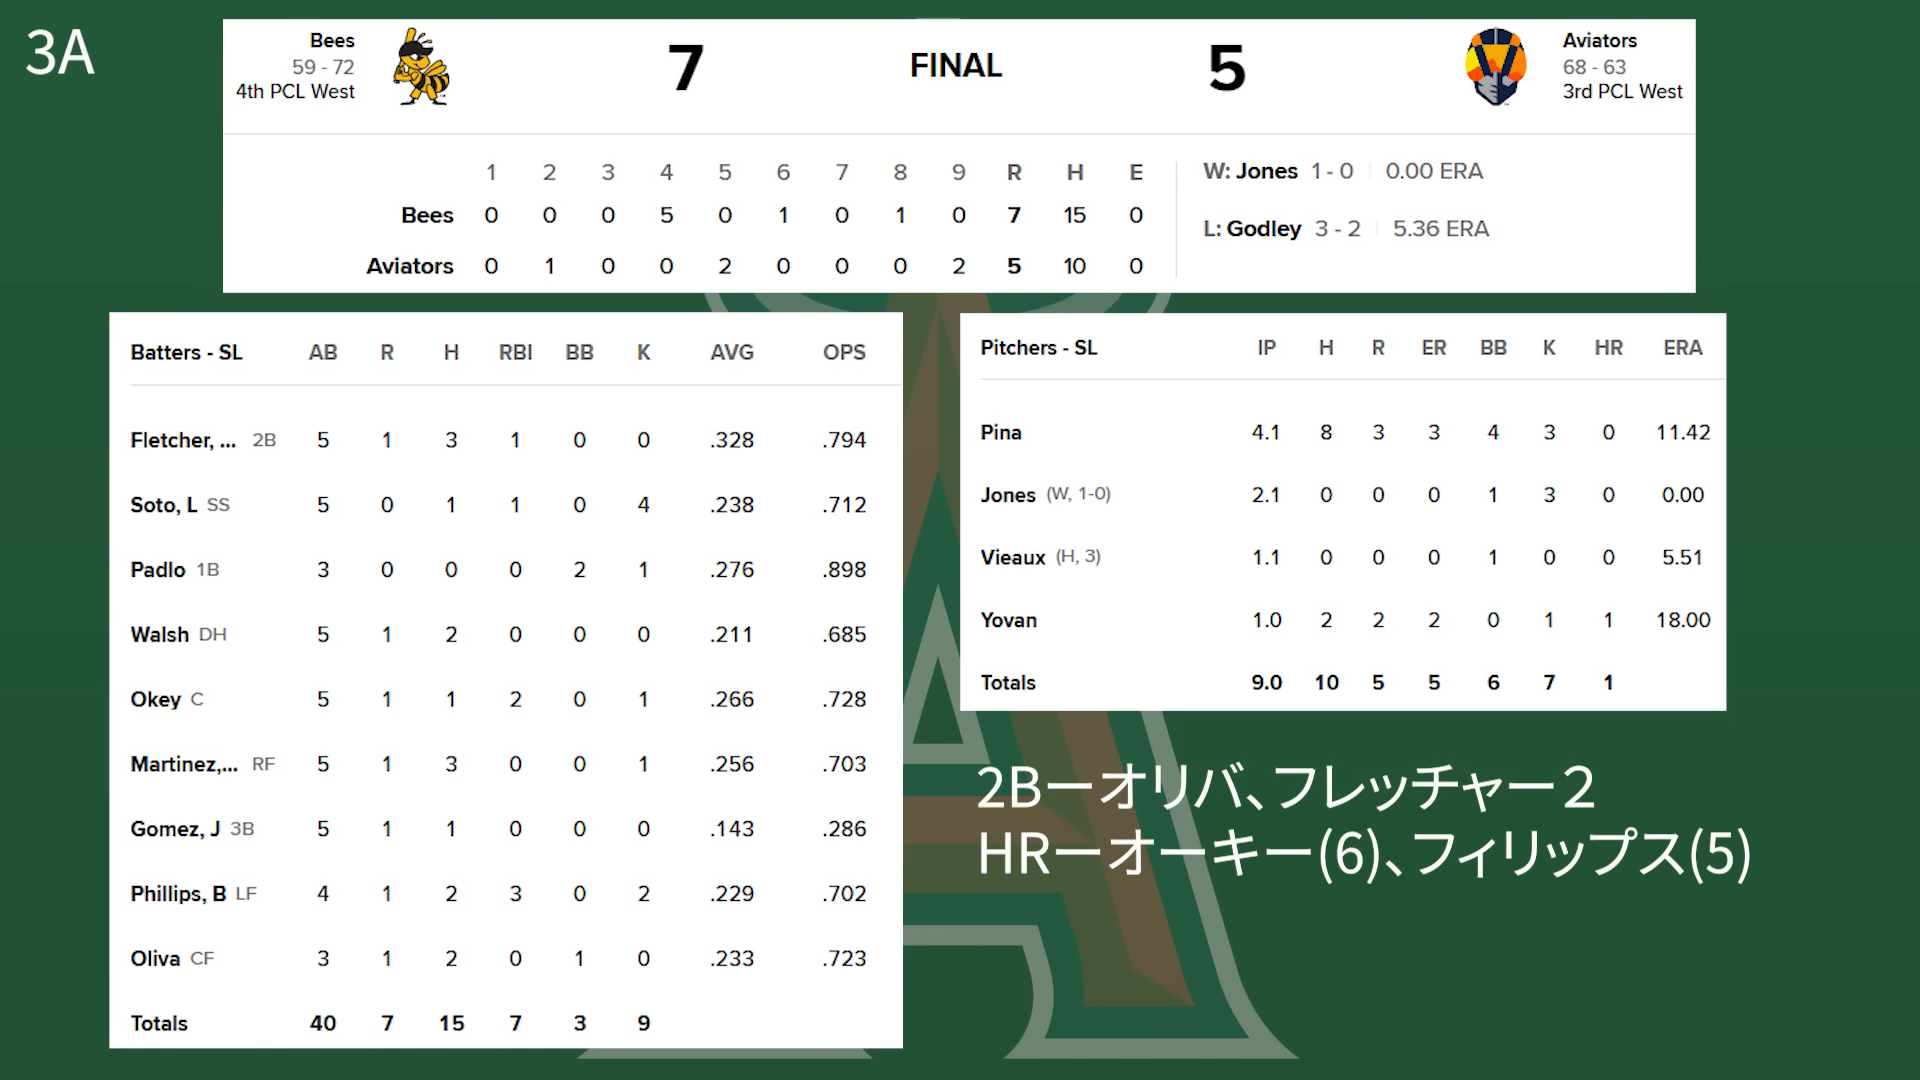 3A
Bees
59 - 72
4th PCL West
7
FINAL
5
Aviators
68 - 63
3rd PCL West
1 2 3 4 5 6 7 8 9 R H E
Bees 0 0 0 5 0 1 0 1 0 7 15 0
Aviators 0 1 0 0 2 0 0 0 2 5 10 0
W: Jones 1 - 0 0.00 ERA
L: Godley 3 - 2 5.36 ERA
Batters - SL AB R H RBI BB K AVG OPS
Fletcher, ... 2B 5 1 3 1 0 0 .328 .794
Soto, L SS 5 0 1 1 0 4 .238 .712
Padlo 1B 3 0 0 0 2 1 .276 .898
Walsh DH 5 1 2 0 0 0 .211 .685
Okey C 5 1 1 2 0 1 .266 .728
Martinez,... RF 5 1 3 0 0 1 .256 .703
Gomez, J 3B 5 1 1 0 0 0 .143 .286
Phillips, B LF 4 1 2 3 0 2 .229 .702
Oliva CF 3 1 2 0 1 0 .233 .723
Totals 40 7 15 7 3 9
Pitchers - SL IP H R ER BB K HR ERA
Pina 4.1 8 3 3 4 3 0 11.42
Jones (W, 1-0) 2.1 0 0 0 1 3 0 0.00
Vieaux (H, 3) 1.1 0 0 0 1 0 0 5.51
Yovan 1.0 2 2 2 0 1 1 18.00
Totals 9.0 10 5 5 6 7 1
2Bーオリバ、フレッチャー２
HRーオーキー(6)、フィリップス(5)